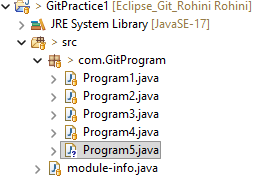 > GitPractice1 [Eclipse_Git_Rohini Rohini]
> JRE System Library [JavaSE-17]
> src
> com.GitProgram
> Program1.java
> Program2.java
> Program3.java
> Program4.java
> Program5.java
> module-info.java